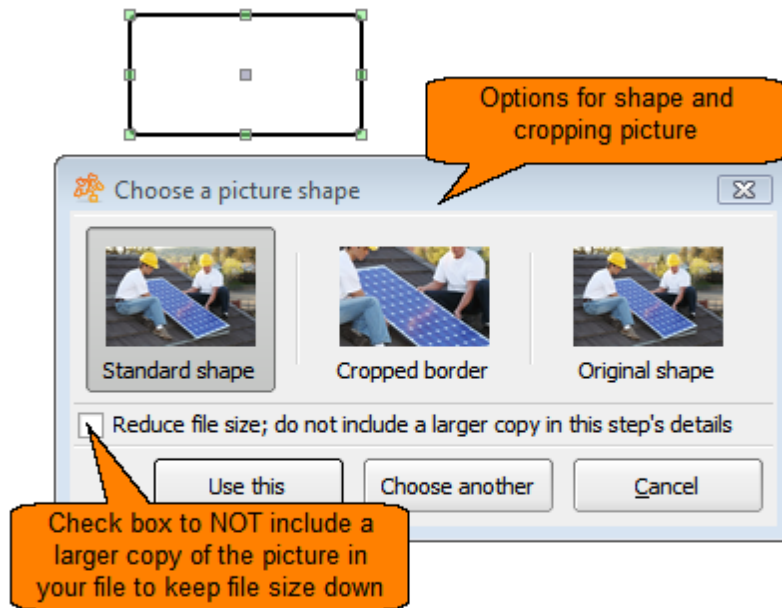 Options for shape and
cropping picture
Choose a picture shape
Standard shape
Cropped border
Original shape
Reduce file size; do not include a larger copy in this step's details
Use this
Choose another
Cancel
Check box to NOT include a
larger copy of the picture in
your file to keep file size down